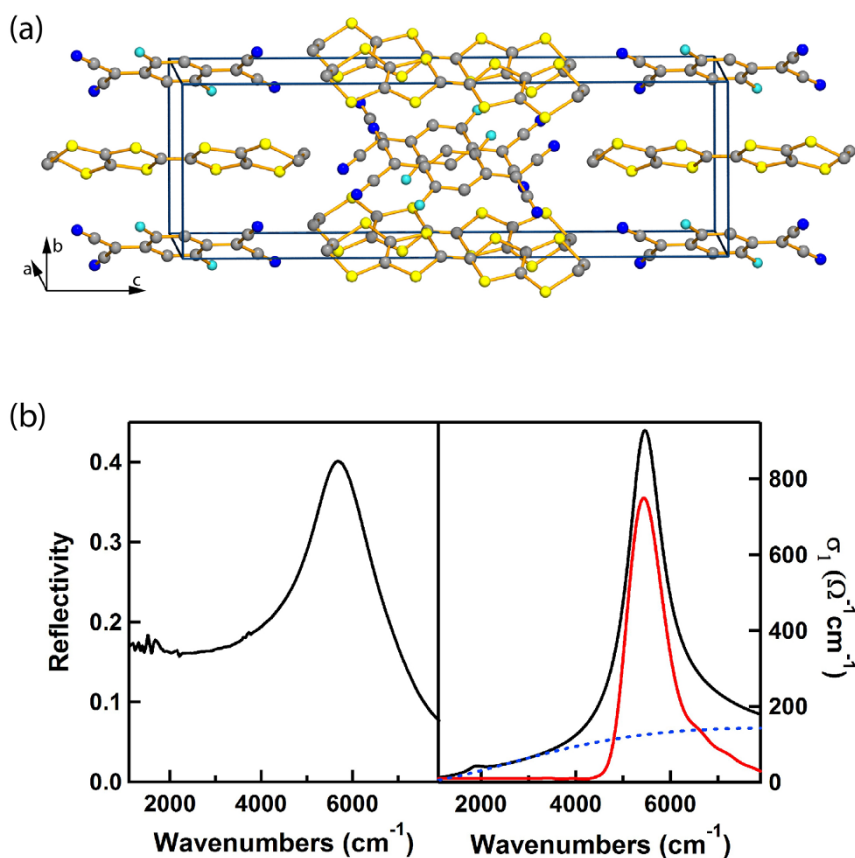 (a)
b
a
c
(b)
0.4
0.3
0.2
0.1
0.0
Reflectivity
2000 4000 6000
Wavenumbers (cm⁻¹)
800
600
400
200
0
σ₁ (Ω⁻¹cm⁻¹)
2000 4000 6000
Wavenumbers (cm⁻¹)